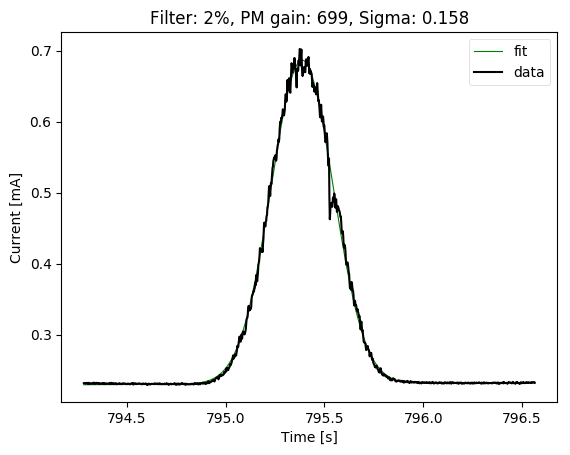 Filter: 2%, PM gain: 699, Sigma: 0.158
fit
data
0.7
0.6
0.5
0.4
0.3
Current [mA]
794.5
795.0
795.5
796.0
796.5
Time [s]